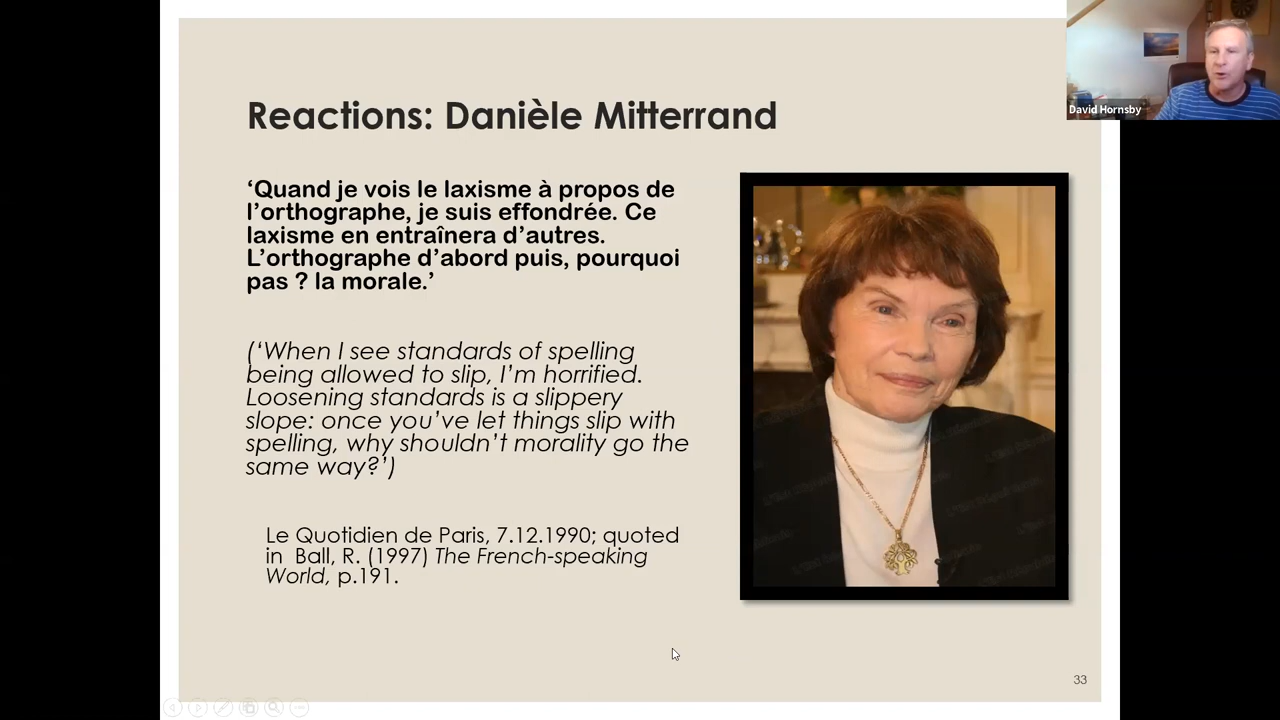 David Hornsby
Reactions: Danièle Mitterrand
‘Quand je vois le laxisme à propos de
l’orthographe, je suis effondrée. Ce
laxisme en entraînera d’autres.
L’orthographe d’abord puis, pourquoi
pas ? la morale.’
(‘When I see standards of spelling
being allowed to slip, I’m horrified.
Loosening standards is a slippery
slope: once you’ve let things slip with
spelling, why shouldn’t morality go the
same way?’)
Le Quotidien de Paris, 7.12.1990; quoted
in Ball, R. (1997) The French-speaking
World, p.191.
33